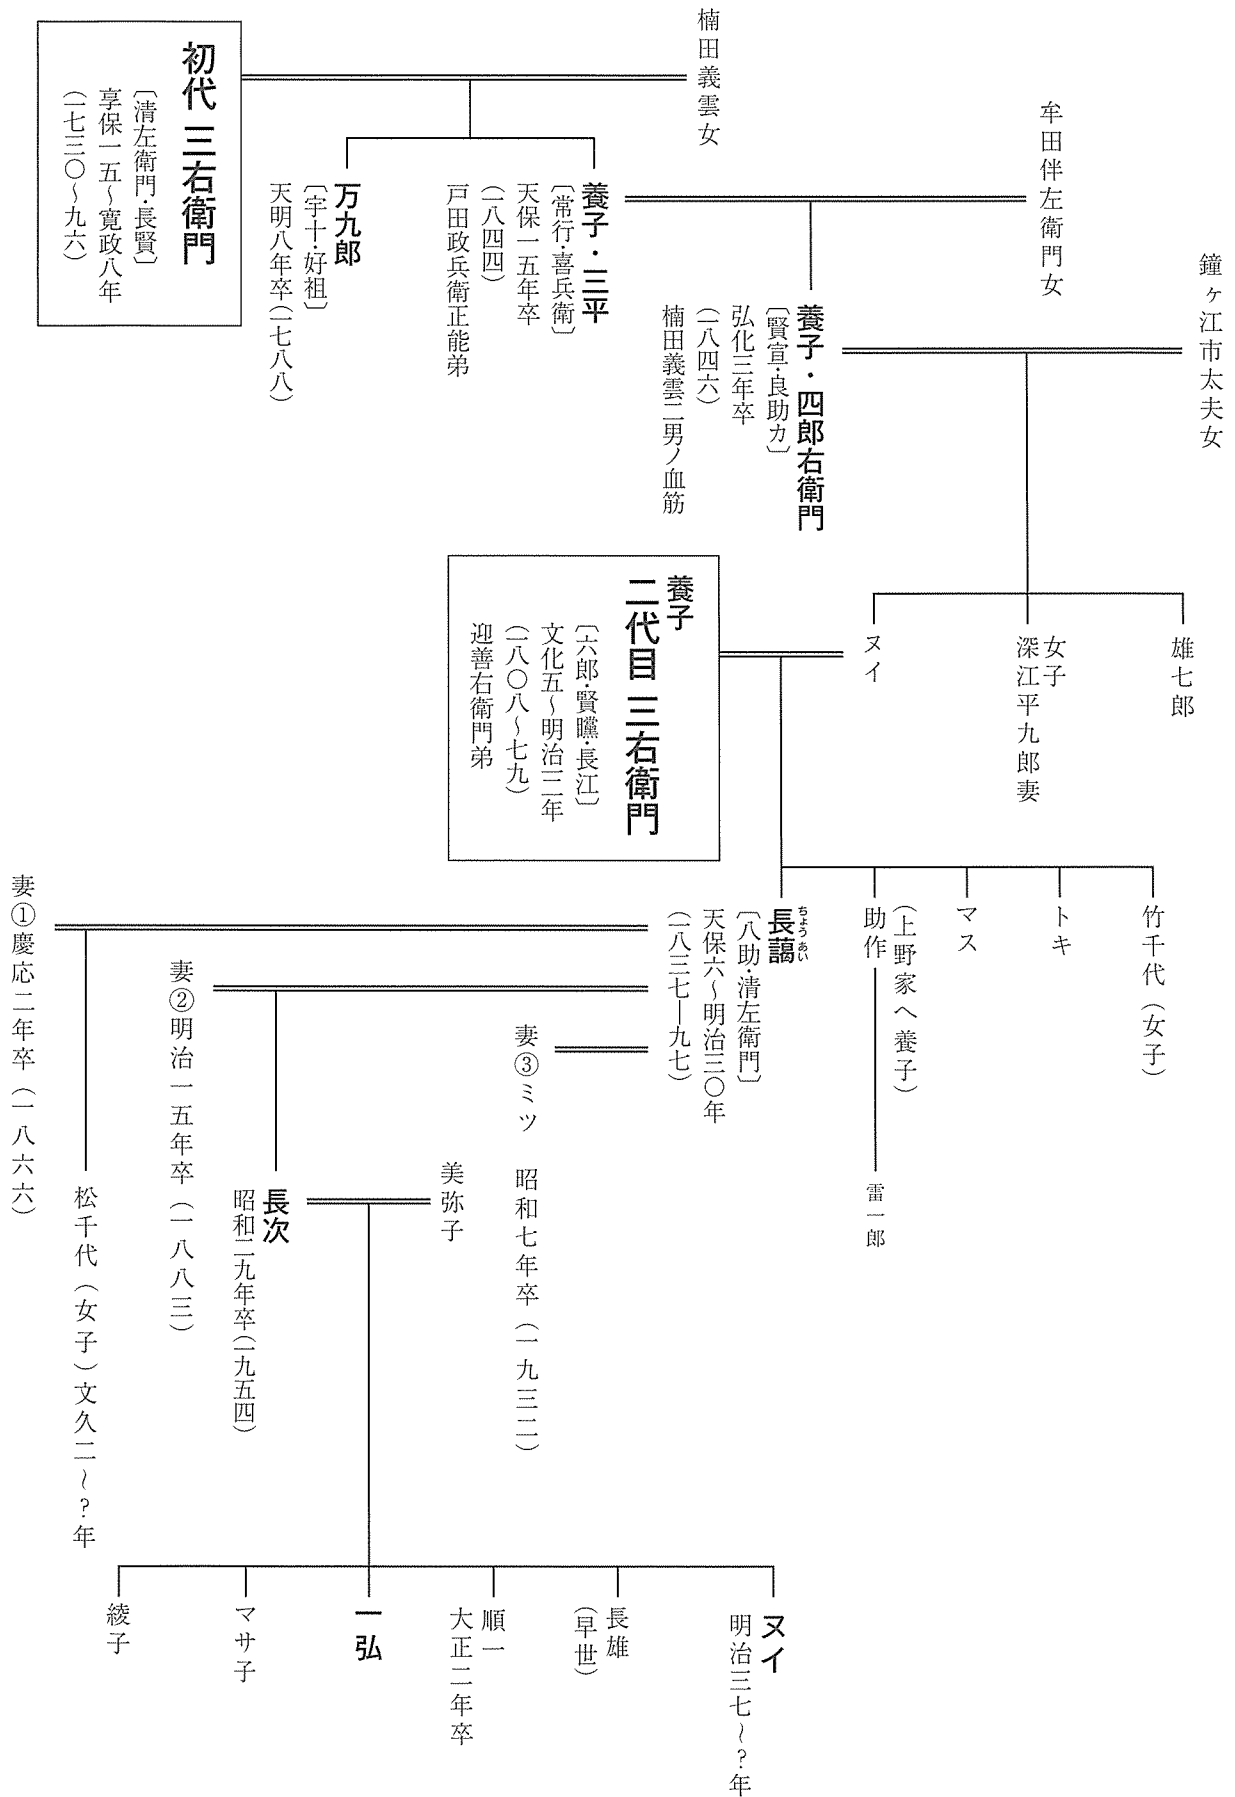 楠田義雲女
初代 三右衛門
〔清左衛門・長賢〕
享保一五〜寛政八年
（一七三〇〜九六）
牟田伴左衛門女
養子・三平
〔常行・喜兵衛〕
天保一五年卒
（一八四四）
戸田政兵衛正能弟
万九郎
〔宇十・好祖〕
天明八年卒（一七八八）
鐘ヶ江市太夫女
養子・四郎右衛門
〔賢宣・良助カ〕
弘化三年卒
（一八四六）
楠田義雲二男ノ血筋
雄七郎
女子
深江平九郎妻
ヌイ
養子
二代目 三右衛門
〔六郎・賢曭・長江〕
文化五〜明治一二年
（一八〇八〜七九）
迎善右衛門弟
竹千代（女子）
トキ
マス
（上野家へ養子）
助作
雷一郎
長藹
ちょうあい
〔八助・清左衛門〕
天保六〜明治三〇年
（一八三七―九七）
妻①慶応二年卒（一八六六）
妻②明治一五年卒（一八八三）
妻③ミツ 昭和七年卒（一九三二）
松千代（女子）文久二〜？年
長次
昭和二九年卒（一九五四）
美弥子
ヌイ
明治三七〜？年
長雄
（早世）
順一
大正二年卒
一弘
マサ子
綾子